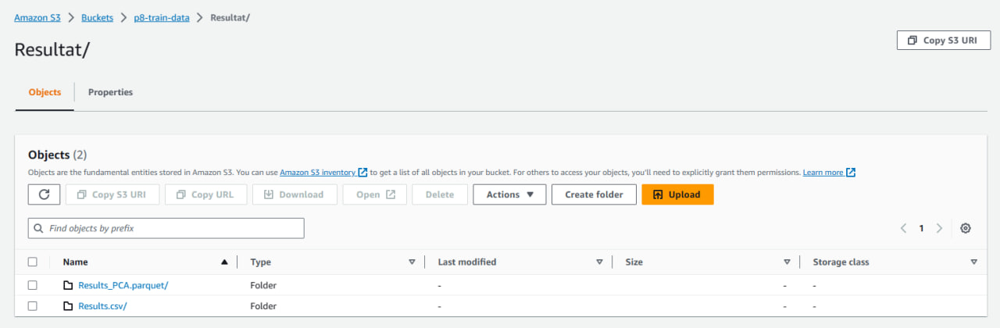 Amazon S3 > Buckets > p8-train-data > Resultat/
Copy S3 URI
Resultat/
Objects Properties
Objects (2)
Objects are the fundamental entities stored in Amazon S3. You can use Amazon S3 inventory to get a list of all objects in your bucket. For others to access your objects, you'll need to explicitly grant them permissions. Learn more
Copy S3 URI Copy URL Download Open Delete Actions Create folder Upload
Find objects by prefix
< 1 >
Name Type Last modified Size Storage class
Results_PCA.parquet/ Folder - - -
Results.csv/ Folder - - -